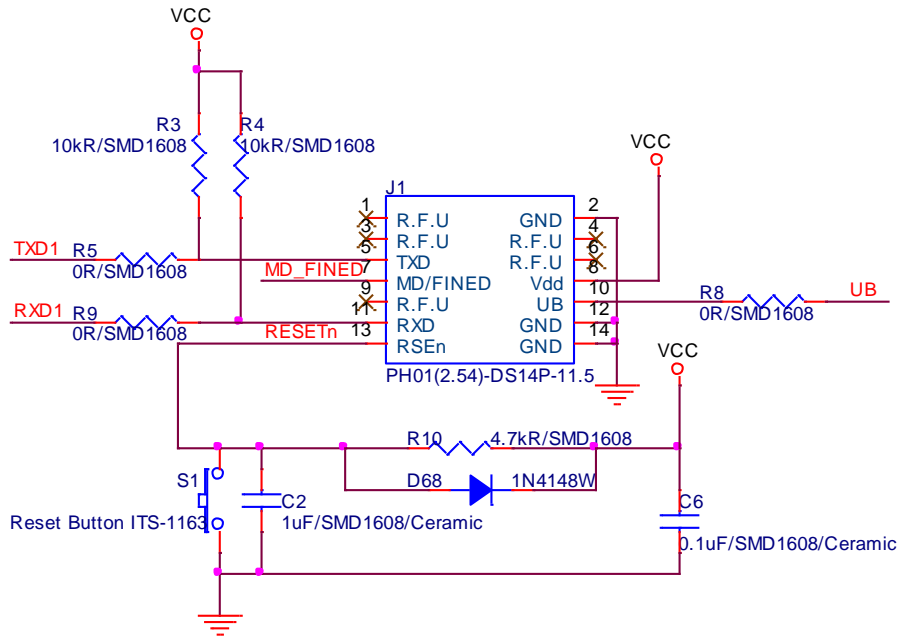 VCC
R3
10kR/SMD1608
R4
10kR/SMD1608
VCC
J1
1
R.F.U
GND
2
3
R.F.U
R.F.U
4
TXD1
R5
0R/SMD1608
5
TXD
R.F.U
6
MD_FINED
7
MD/FINED
Vdd
8
9
R.F.U
UB
10
R8
0R/SMD1608
UB
RXD1
R9
0R/SMD1608
11
RXD
GND
12
RESETn
13
RSEn
GND
14
PH01(2.54)-DS14P-11.5
VCC
R10
4.7kR/SMD1608
D68
1N4148W
S1
Reset Button ITS-1163
C2
1uF/SMD1608/Ceramic
C6
0.1uF/SMD1608/Ceramic